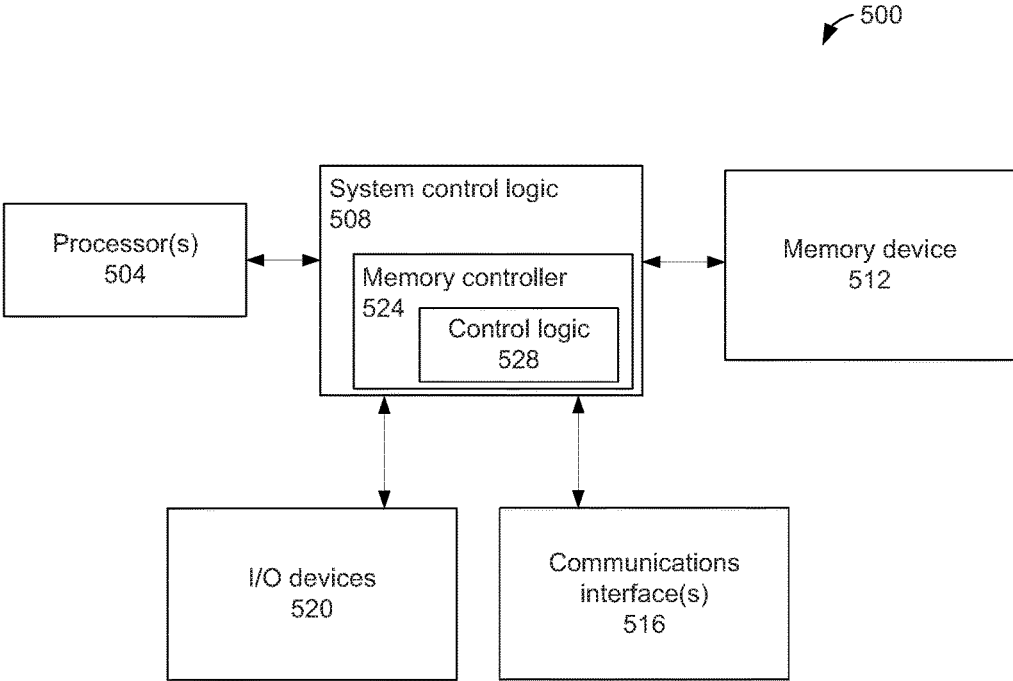 500
System control logic
508
Processor(s)
504
Memory controller
524
Control logic
528
Memory device
512
I/O devices
520
Communications
interface(s)
516